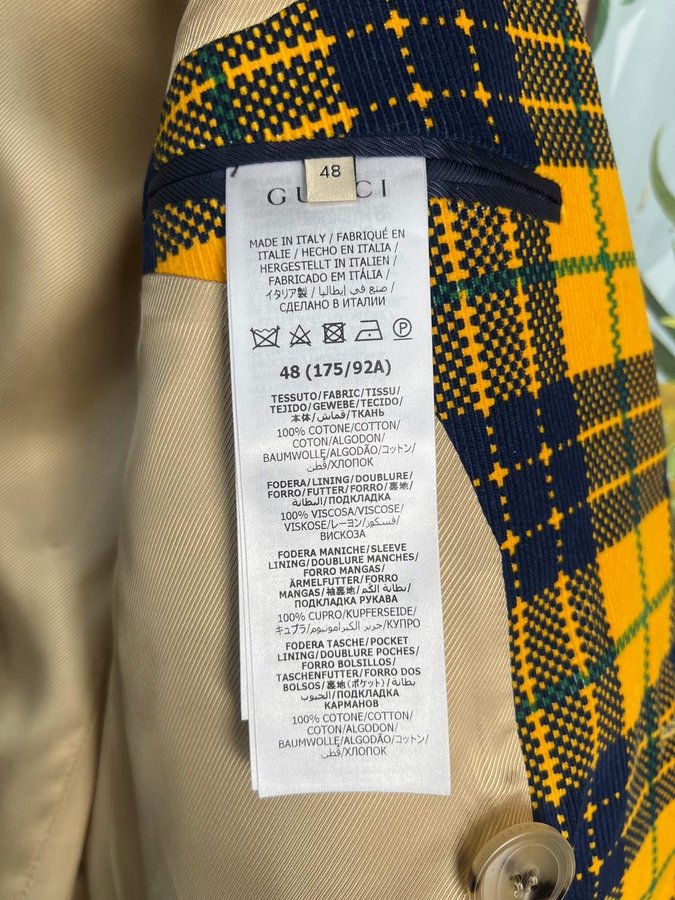 48
GUCCI
MADE IN ITALY / FABRIQUÉ EN
ITALIE / HECHO EN ITALIA /
HERGESTELLT IN ITALIEN /
FABRICADO EM ITÁLIA /
イタリア製 / صنع في إيطاليا /
СДЕЛАНО В ИТАЛИИ
P
48 (175/92A)
TESSUTO/FABRIC/TISSU/
TEJIDO/GEWEBE/TECIDO/
本体/قماش/ТКАНЬ
100% COTONE/COTTON/
COTON/ALGODON/
BAUMWOLLE/ALGODÃO/コットン/
قُطن/ХЛОПОК
FODERA/LINING/DOUBLURE/
FORRO/FUTTER/FORRO/裏地/
البطانة/ПОДКЛАДКА
100% VISCOSA/VISCOSE/
VISKOSE/レーヨン/فسكوز/
ВИСКОЗА
FODERA MANICHE/SLEEVE
LINING/DOUBLURE MANCHES/
FORRO MANGAS/
ÄRMELFUTTER/FORRO
MANGAS/袖裏地/بطانة الكم/
ПОДКЛАДКА РУКАВА
100% CUPRO/KUPFERSEIDE/
キュプラ/حرير الكبرامونيوم/КУПРО
FODERA TASCHE/POCKET
LINING/DOUBLURE POCHES/
FORRO BOLSILLOS/
TASCHENFUTTER/FORRO DOS
BOLSOS/裏地(ポケット)/بطانة
الجيوب/ПОДКЛАДКА
КАРМАНОВ
100% COTONE/COTTON/
COTON/ALGODON/
BAUMWOLLE/ALGODÃO/コットン/
قُطن/ХЛОПОК